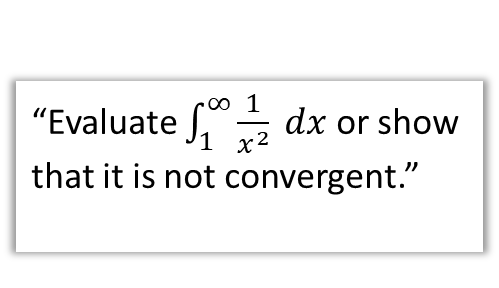 “Evaluate ∫₁^∞ 1/x² dx or show
that it is not convergent.”